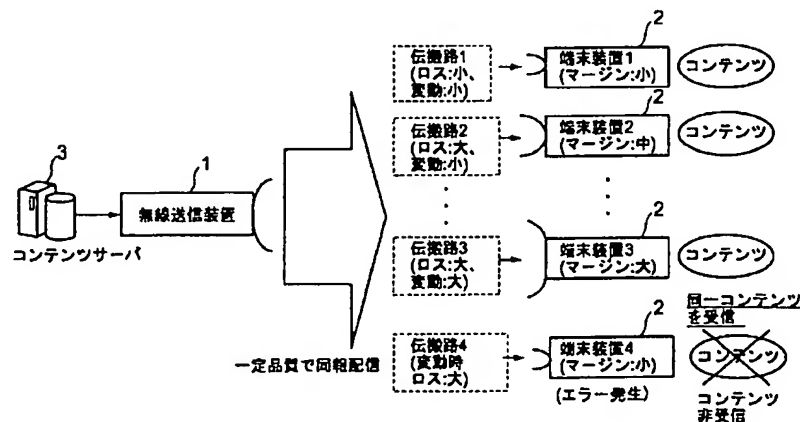 3
コンテンツサーバ
1
無線送信装置
一定品質で同報配信
伝搬路1
(ロス:小、
変動:小)
2
端末装置1
(マージン:小)
コンテンツ
伝搬路2
(ロス:大、
変動:小)
2
端末装置2
(マージン:中)
コンテンツ
伝搬路3
(ロス:大、
変動:大)
2
端末装置3
(マージン:大)
コンテンツ
同一コンテンツ
を受信
伝搬路4
(変動時
ロス:大)
2
端末装置4
(マージン:小)
(エラー発生)
コンテンツ
コンテンツ
非受信